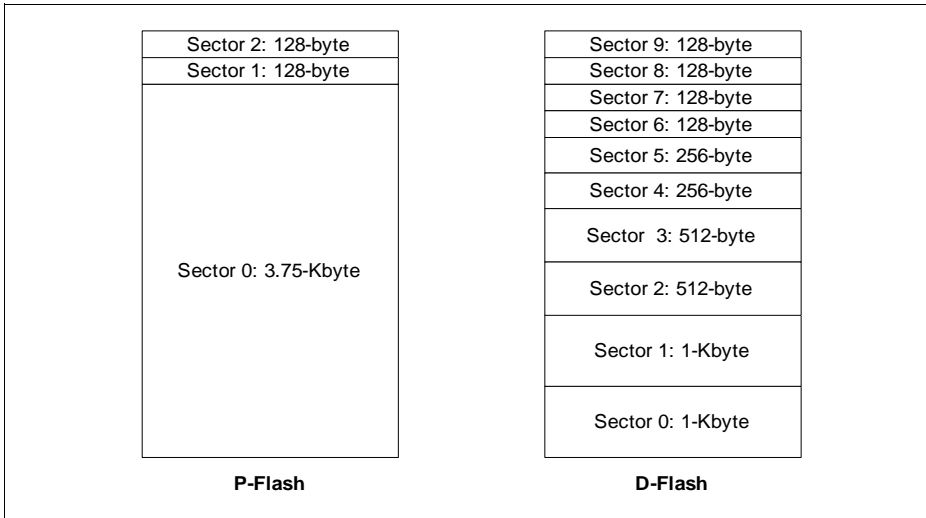 Sector 2: 128-byte
Sector 1: 128-byte
Sector 0: 3.75-Kbyte
P-Flash
Sector 9: 128-byte
Sector 8: 128-byte
Sector 7: 128-byte
Sector 6: 128-byte
Sector 5: 256-byte
Sector 4: 256-byte
Sector 3: 512-byte
Sector 2: 512-byte
Sector 1: 1-Kbyte
Sector 0: 1-Kbyte
D-Flash